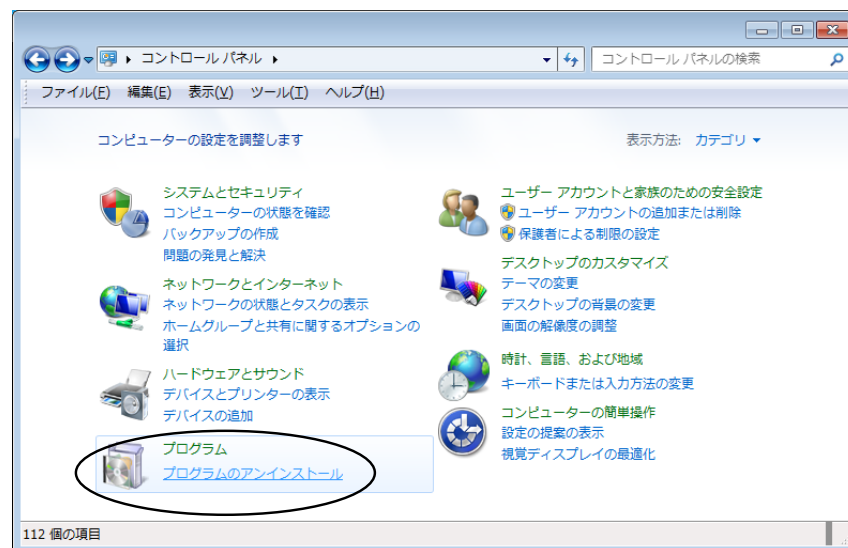 コントロール パネル
コントロール パネルの検索
ファイル(F) 編集(E) 表示(V) ツール(T) ヘルプ(H)
コンピューターの設定を調整します
表示方法: カテゴリ
システムとセキュリティ
コンピューターの状態を確認
バックアップの作成
問題の発見と解決
ネットワークとインターネット
ネットワークの状態とタスクの表示
ホームグループと共有に関するオプションの
選択
ハードウェアとサウンド
デバイスとプリンターの表示
デバイスの追加
プログラム
プログラムのアンインストール
ユーザー アカウントと家族のための安全設定
ユーザー アカウントの追加または削除
保護者による制限の設定
デスクトップのカスタマイズ
テーマの変更
デスクトップの背景の変更
画面の解像度の調整
時計、言語、および地域
キーボードまたは入力方法の変更
コンピューターの簡単操作
設定の提案の表示
視覚ディスプレイの最適化
112 個の項目